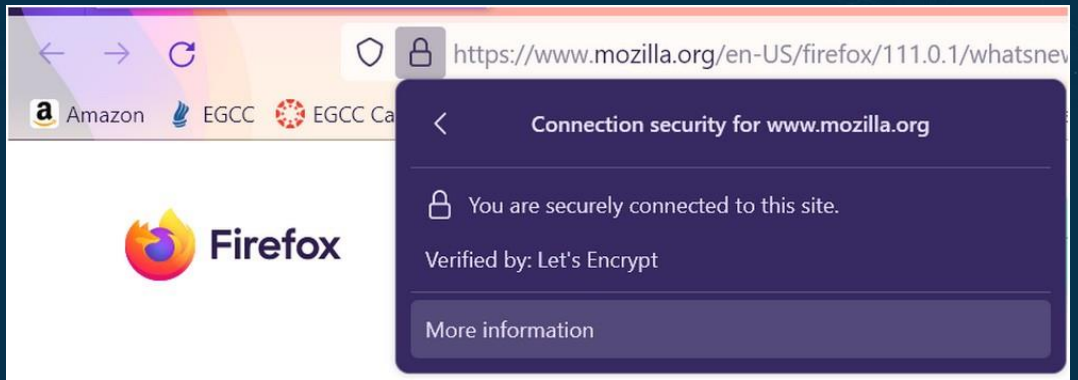 https://www.mozilla.org/en-US/firefox/111.0.1/whatsnew
a Amazon EGCC EGCC Ca
Connection security for www.mozilla.org
You are securely connected to this site.
Firefox
Verified by: Let's Encrypt
More information